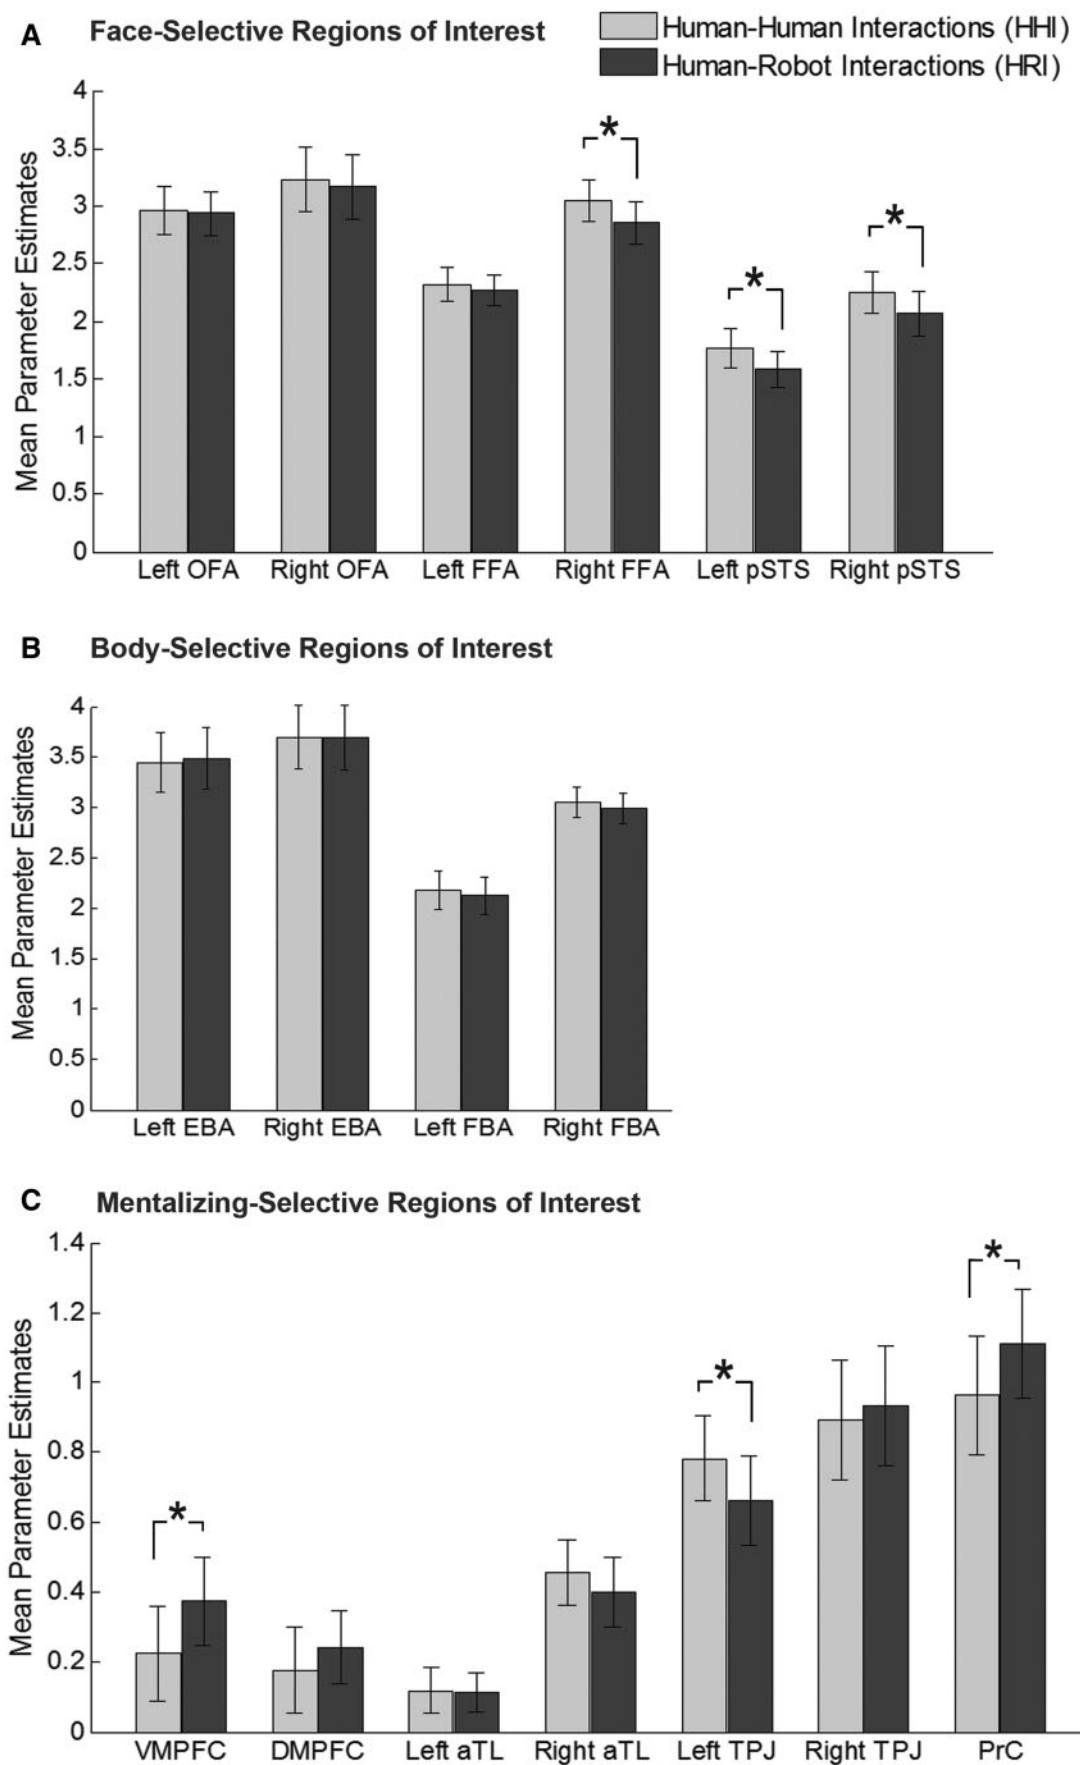 A Face-Selective Regions of Interest
Human-Human Interactions (HHI)
Human-Robot Interactions (HRI)
Mean Parameter Estimates
4
3.5
3
2.5
2
1.5
1
0.5
0
*
*
*
Left OFA Right OFA Left FFA Right FFA Left pSTS Right pSTS
B Body-Selective Regions of Interest
Mean Parameter Estimates
4
3.5
3
2.5
2
1.5
1
0.5
0
Left EBA Right EBA Left FBA Right FBA
C Mentalizing-Selective Regions of Interest
Mean Parameter Estimates
1.4
1.2
1
0.8
0.6
0.4
0.2
0
*
*
*
VMPFC DMPFC Left aTL Right aTL Left TPJ Right TPJ PrC